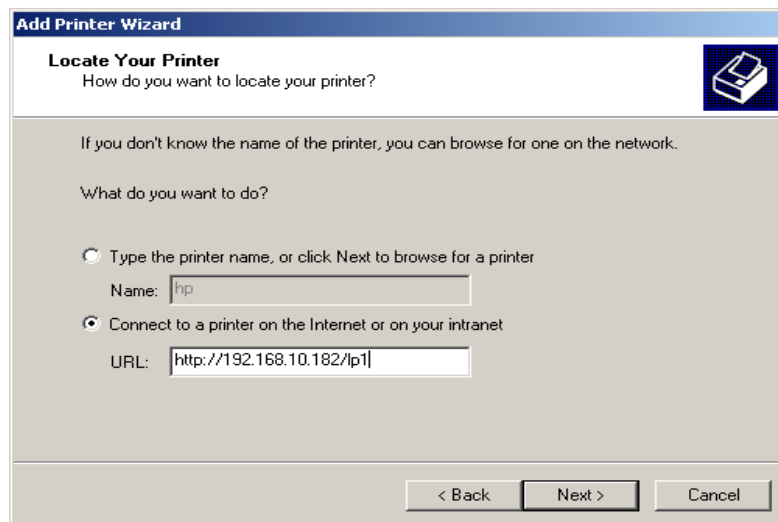 Add Printer Wizard
Locate Your Printer
How do you want to locate your printer?
If you don't know the name of the printer, you can browse for one on the network.
What do you want to do?
Type the printer name, or click Next to browse for a printer
Name: hp
Connect to a printer on the Internet or on your intranet
URL: http://192.168.10.182/lp1
< Back Next > Cancel